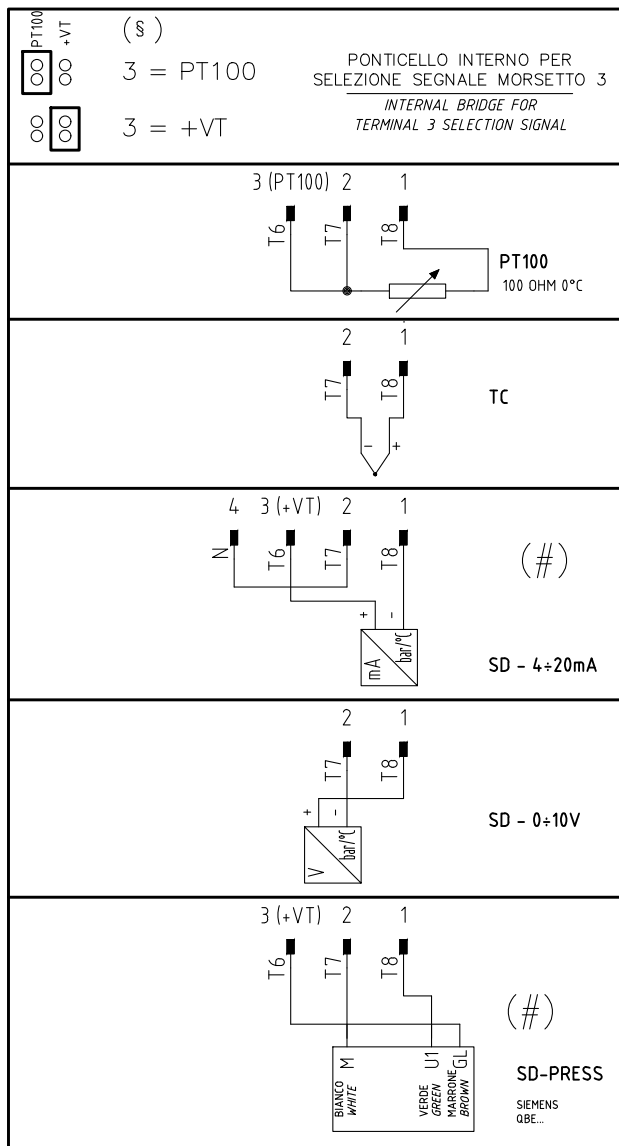 PT100
+VT
(§)
3 = PT100
3 = +VT
PONTICELLO INTERNO PER
SELEZIONE SEGNALE MORSETTO 3
INTERNAL BRIDGE FOR
TERMINAL 3 SELECTION SIGNAL
3 (PT100) 2 1
T6 T7 T8
PT100
100 OHM 0°C
2 1
T7 T8
TC
- +
4 3 (+VT) 2 1
N T6 T7 T8
(#)
+ -
mA bar/°C
SD - 4÷20mA
2 1
T7 T8
+ -
V bar/°C
SD - 0÷10V
3 (+VT) 2 1
T6 T7 T8
(#)
M U1 GL
BIANCO
WHITE
VERDE
GREEN
MARRONE
BROWN
SD-PRESS
SIEMENS
QBE...